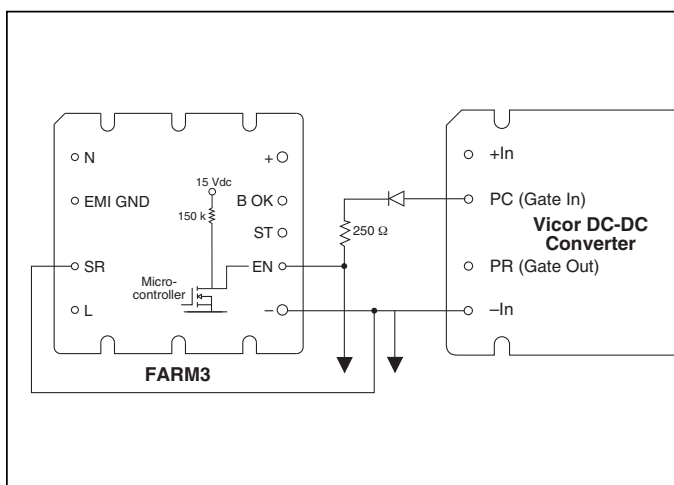 N
EMI GND
SR
L
15 Vdc
150 k
Micro-
controller
+
B OK
ST
EN
–
FARM3
250 Ω
+In
PC (Gate In)
Vicor DC-DC
Converter
PR (Gate Out)
–In